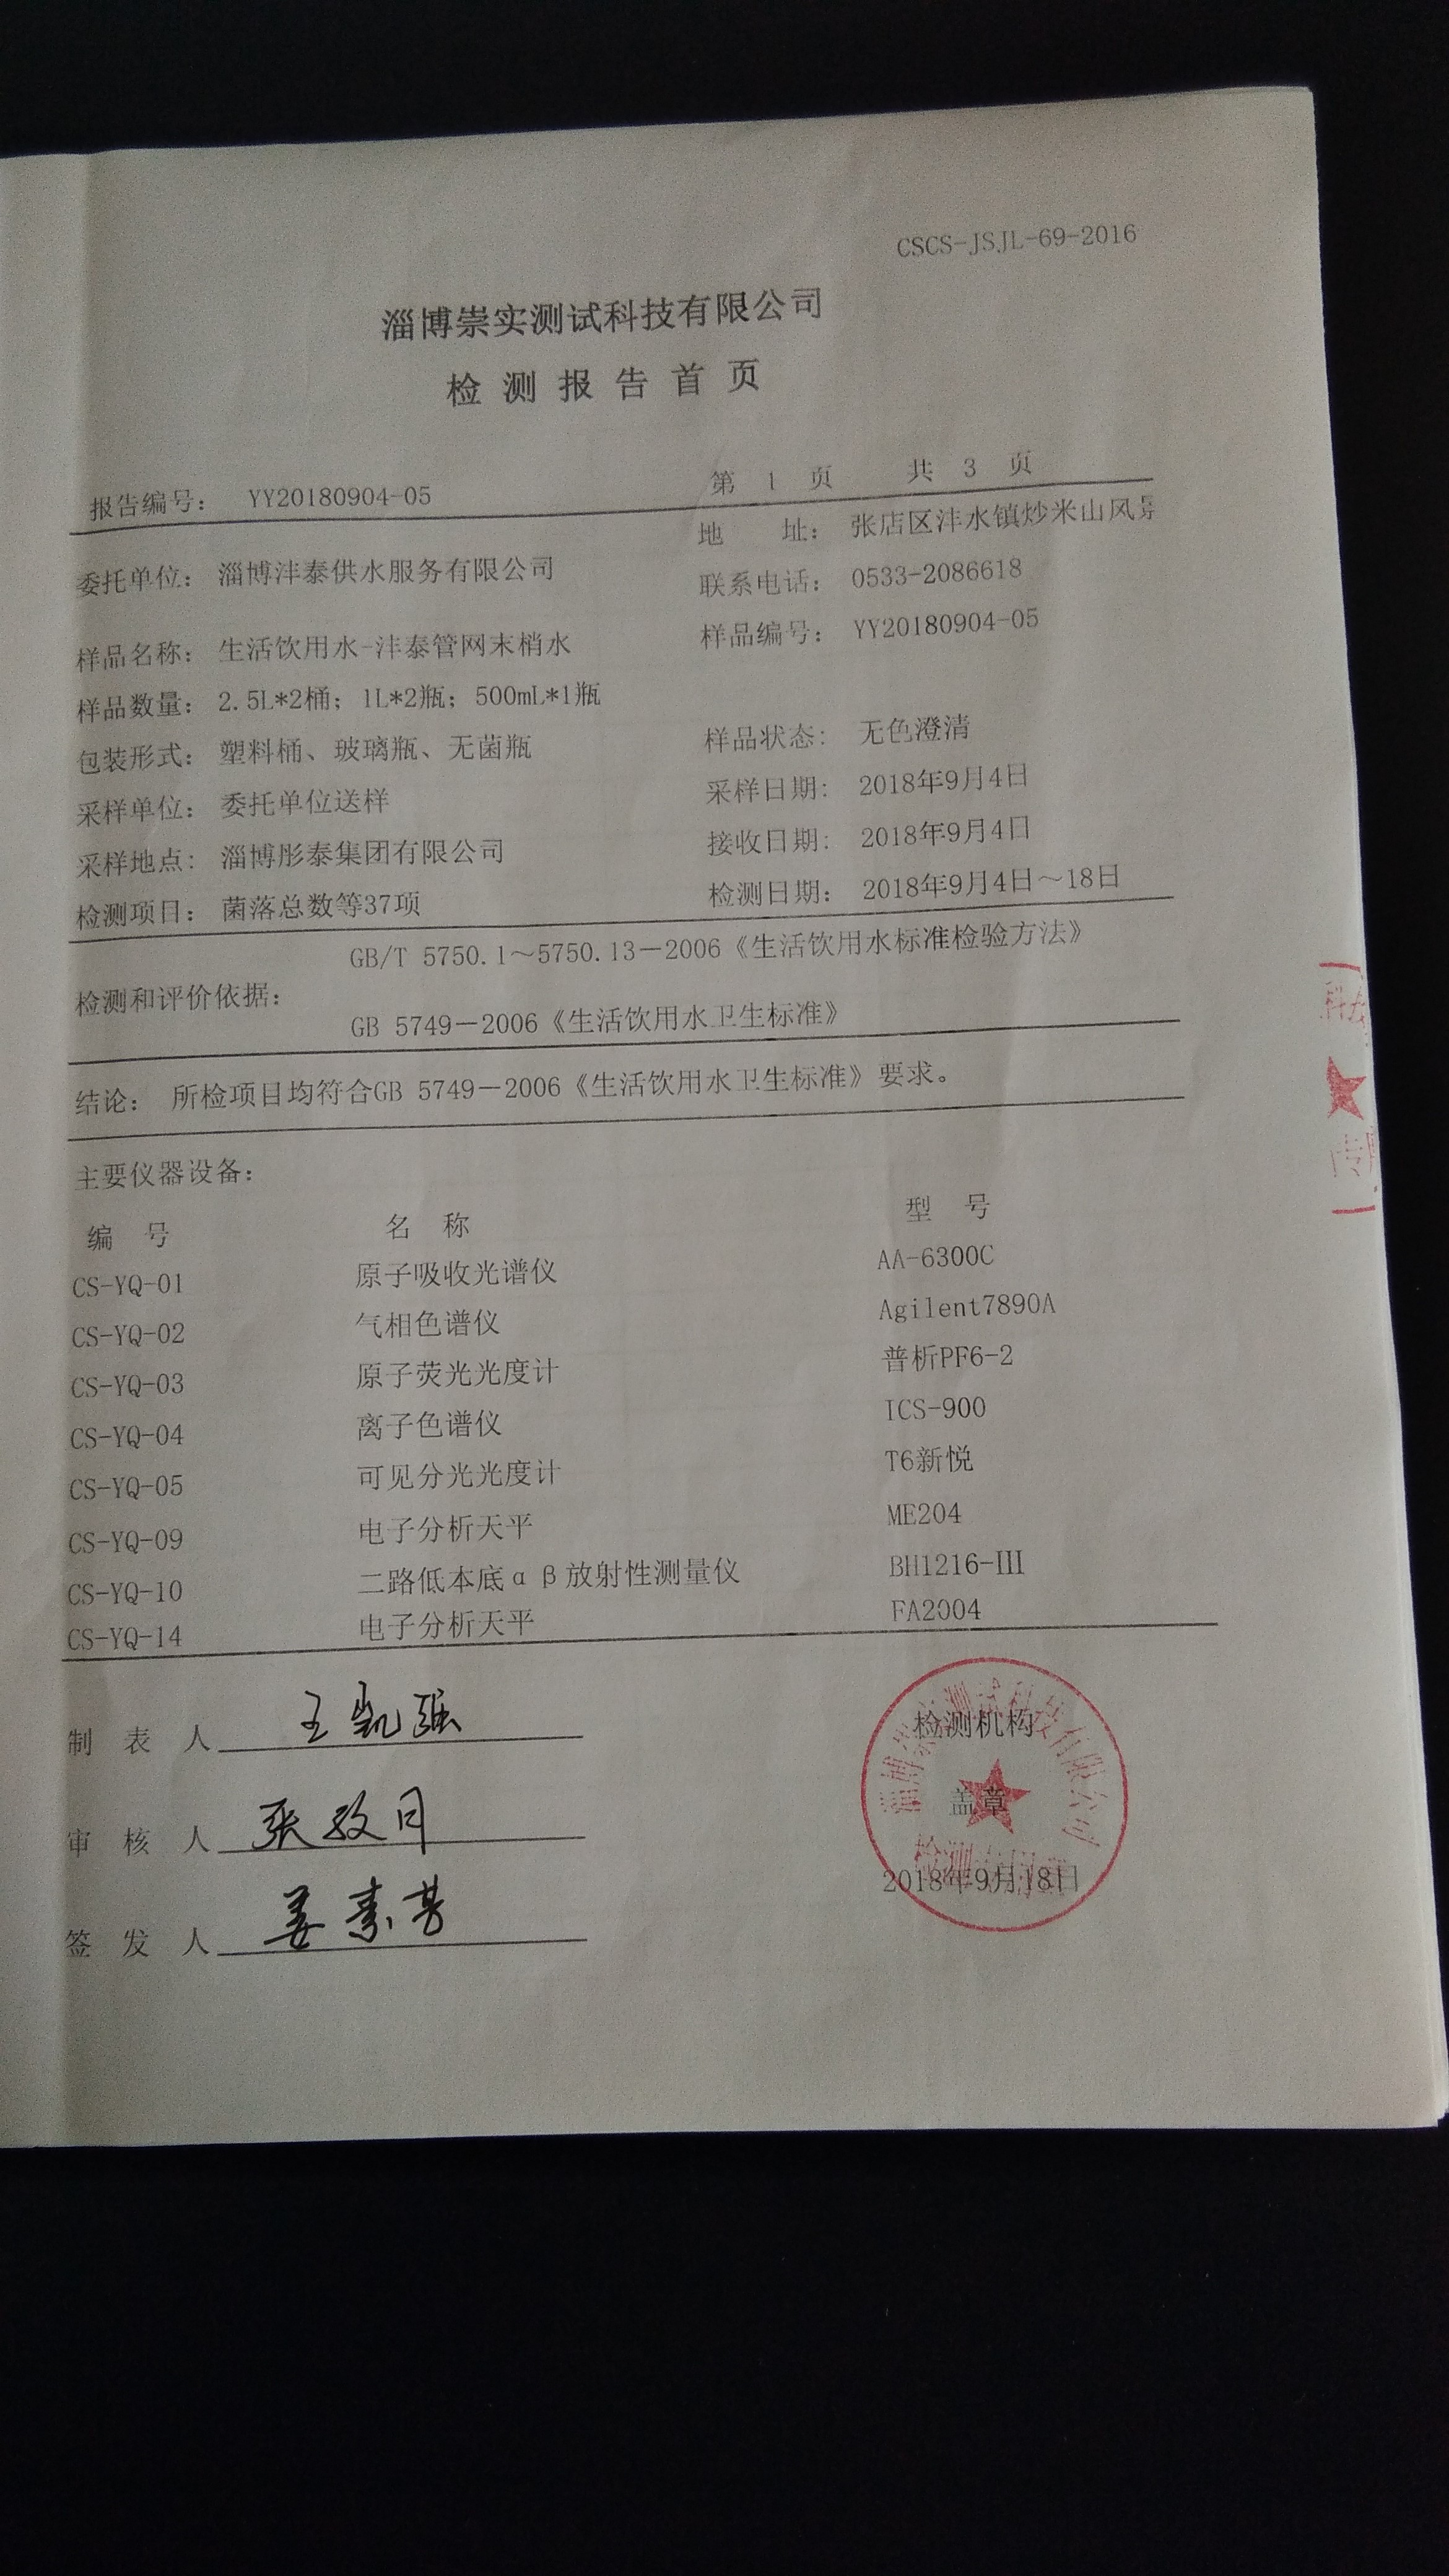 CSCS-JSJL-69-2016
淄博崇实测试科技有限公司
检测报告首页
报告编号： YY20180904-05 第 1 页 共 3 页
委托单位： 淄博沣泰供水服务有限公司 地 址： 张店区沣水镇炒米山风景
联系电话： 0533-2086618
样品名称： 生活饮用水-沣泰管网末梢水 样品编号： YY20180904-05
样品数量： 2.5L*2桶；1L*2瓶；500mL*1瓶
包装形式： 塑料桶、玻璃瓶、无菌瓶 样品状态： 无色澄清
采样单位： 委托单位送样 采样日期： 2018年9月4日
采样地点： 淄博彤泰集团有限公司 接收日期： 2018年9月4日
检测项目： 菌落总数等37项 检测日期： 2018年9月4日～18日
检测和评价依据： GB/T 5750.1～5750.13－2006《生活饮用水标准检验方法》
GB 5749－2006《生活饮用水卫生标准》
结论： 所检项目均符合GB 5749－2006《生活饮用水卫生标准》要求。
主要仪器设备：
编 号 名 称 型 号
CS-YQ-01 原子吸收光谱仪 AA-6300C
CS-YQ-02 气相色谱仪 Agilent7890A
CS-YQ-03 原子荧光光度计 普析PF6-2
CS-YQ-04 离子色谱仪 ICS-900
CS-YQ-05 可见分光光度计 T6新悦
CS-YQ-09 电子分析天平 ME204
CS-YQ-10 二路低本底αβ放射性测量仪 BH1216-III
CS-YQ-14 电子分析天平 FA2004
制 表 人 王凯强
审 核 人 张
签 发 人 姜素芳
淄博崇实测试科技有限公司
检测机构
盖章
2018年9月18日